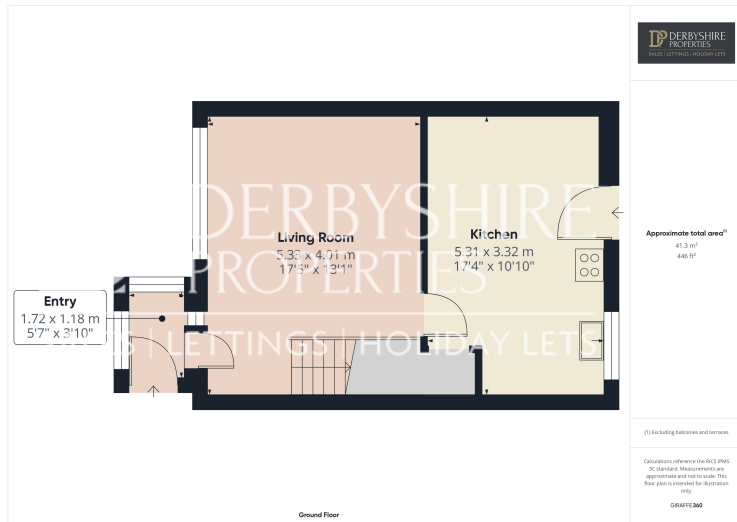 DERBYSHIRE
PROPERTIES
SALES | LETTINGS | HOLIDAY LETS
DERBYSHIRE
PROPERTIES
LETTINGS | HOLIDAY LETS
Living Room
5.33 x 4.01 m
17'5" x 13'1"
Kitchen
5.31 x 3.32 m
17'4" x 10'10"
Entry
1.72 x 1.18 m
5'7" x 3'10"
Ground Floor
Approximate total area(1)
41.3 m²
446 ft²
(1) Excluding balconies and terraces
Calculations reference the RICS IPMS
3C standard. Measurements are
approximate and not to scale. This
floor plan is intended for illustration
only.
GIRAFFE360